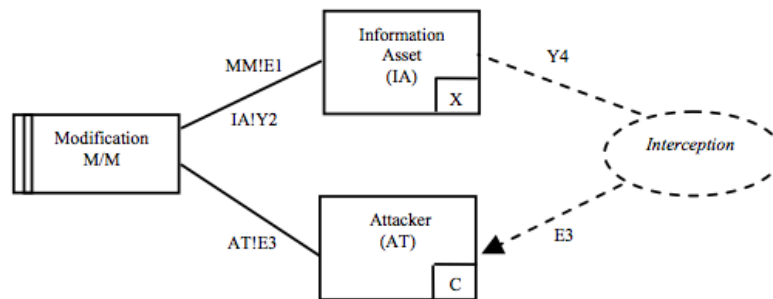 Information
Asset
(IA)
X
MM!E1
IA!Y2
Y4
Modification
M/M
Interception
Attacker
(AT)
C
AT!E3
E3